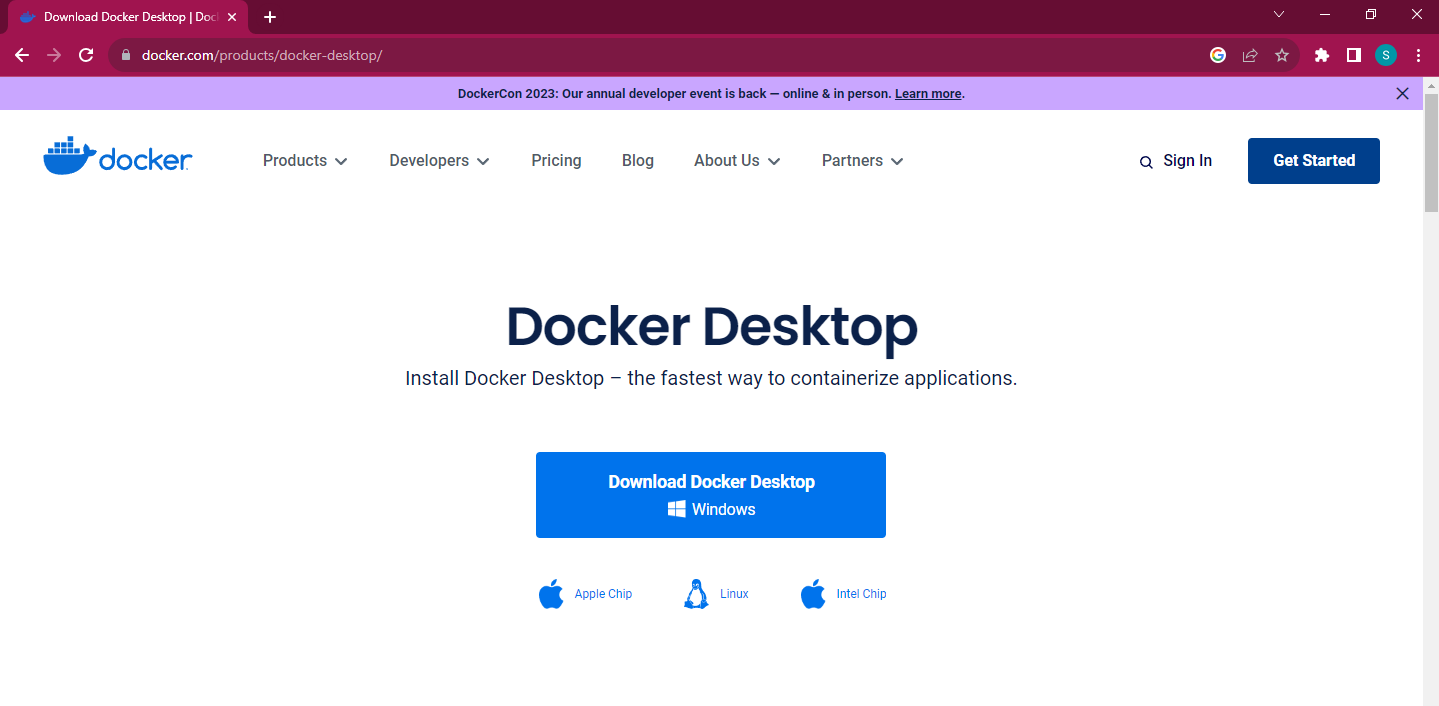 Download Docker Desktop | Doc
docker.com/products/docker-desktop/
S
DockerCon 2023: Our annual developer event is back — online & in person. Learn more.
docker
Products Developers Pricing Blog About Us Partners Sign In Get Started
Docker Desktop
Install Docker Desktop – the fastest way to containerize applications.
Download Docker Desktop
Windows
Apple Chip Linux Intel Chip